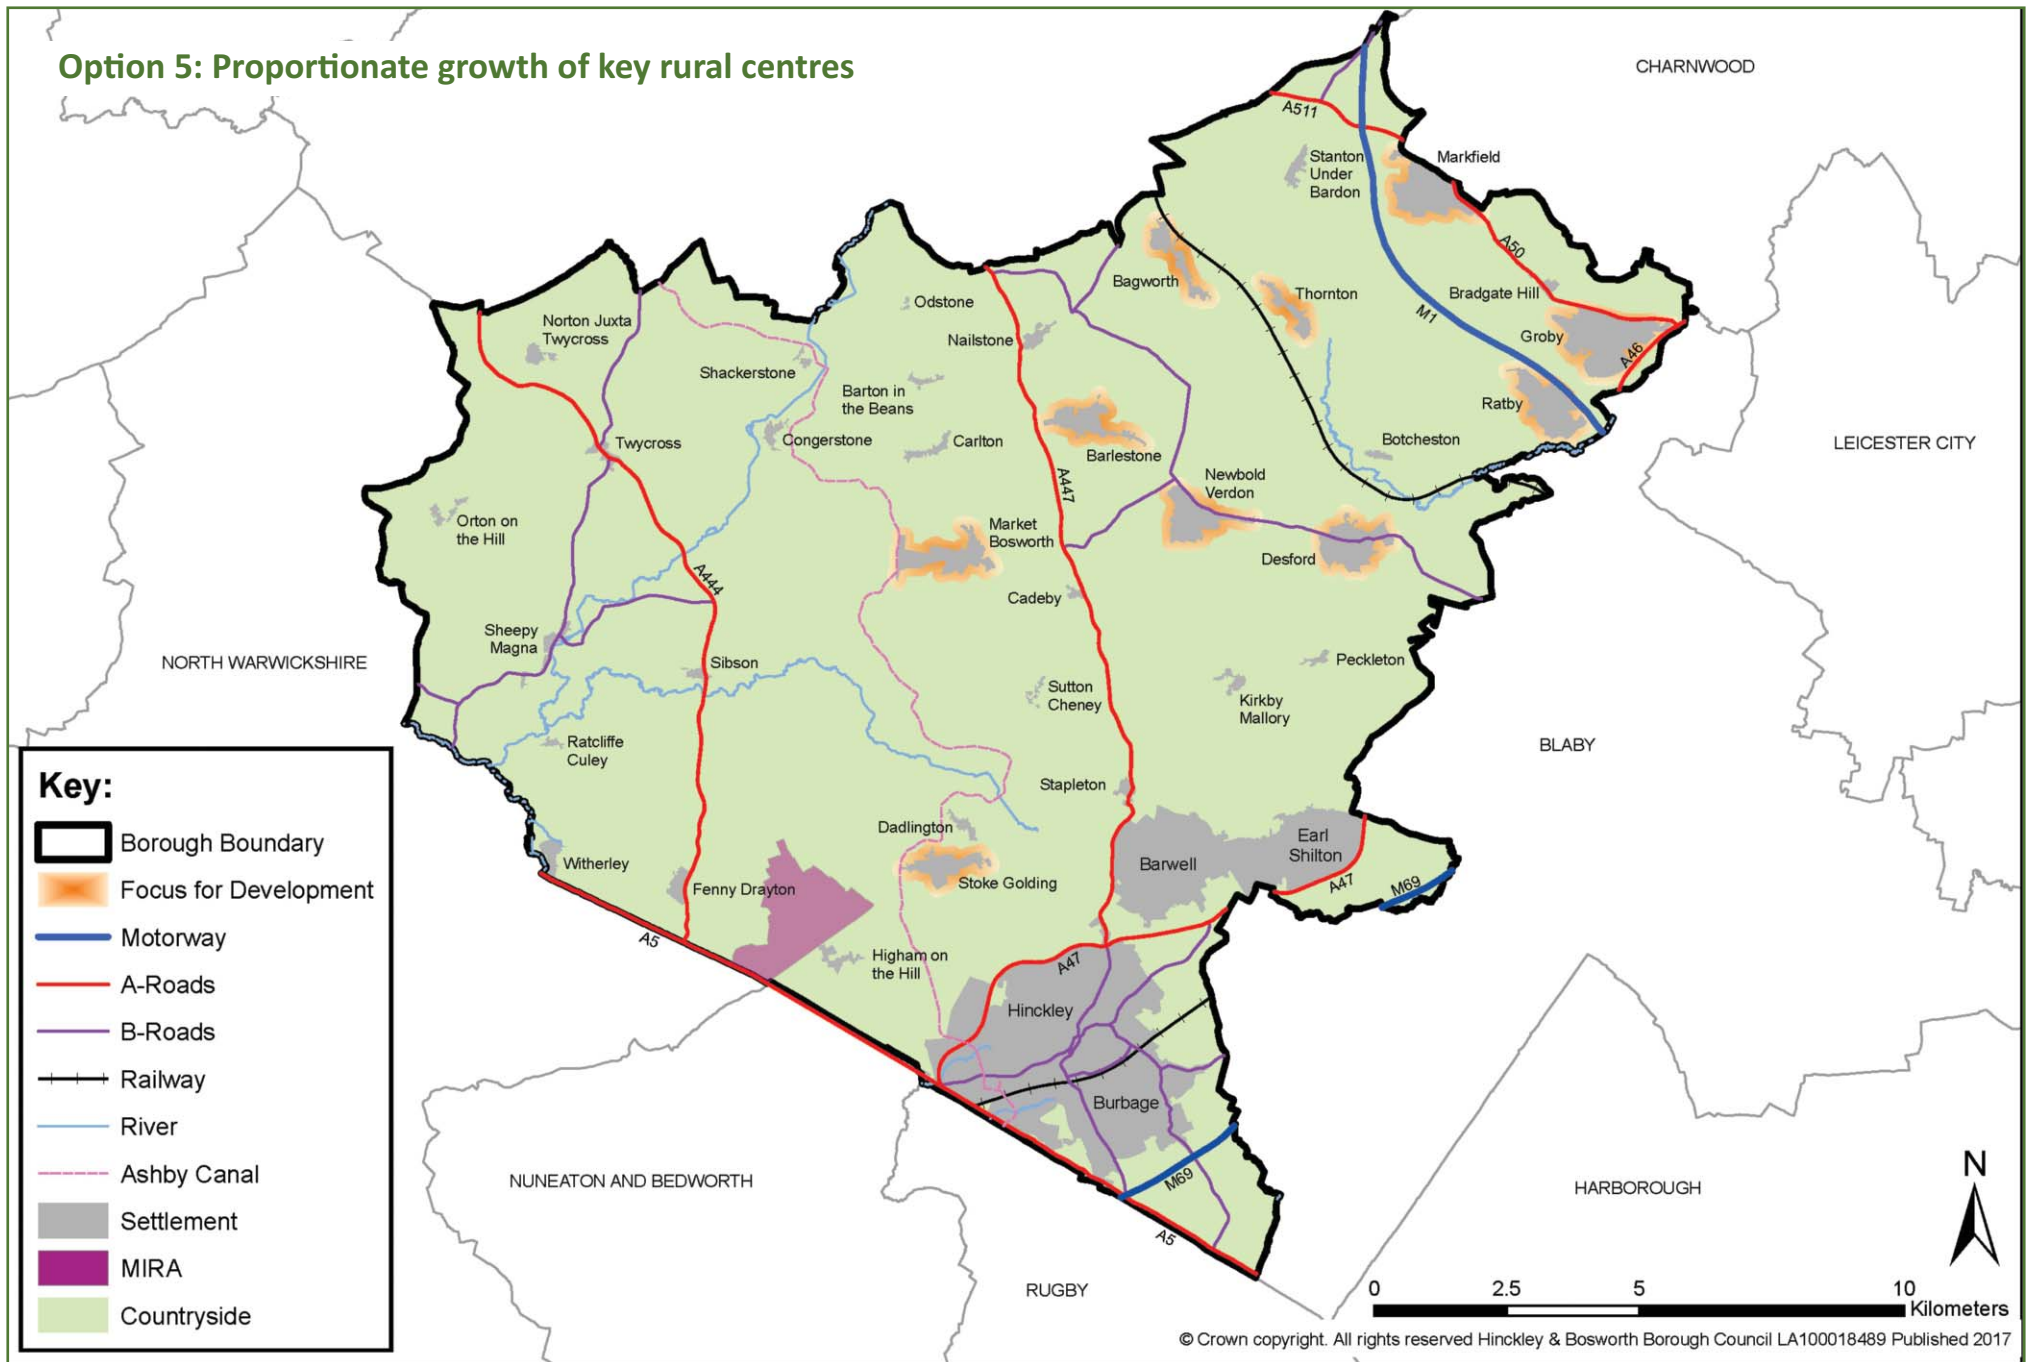 Option 5: Proportionate growth of key rural centres
CHARNWOOD
A511
Stanton
Under
Bardon
Markfield
A50
Bagworth
Thornton
Bradgate Hill
M1
Groby
A46
Odstone
Norton Juxta
Twycross
Nailstone
Shackerstone
Barton in
the Beans
Ratby
Twycross
Congerstone
Carlton
Barlestone
Botcheston
LEICESTER CITY
A447
Newbold
Verdon
Orton on
the Hill
Market
Bosworth
Desford
A444
Cadeby
Sheepy
Magna
NORTH WARWICKSHIRE
Sibson
Peckleton
Sutton
Cheney
Kirkby
Mallory
Ratcliffe
Culey
BLABY
Stapleton
Dadlington
Earl
Shilton
Barwell
Witherley
Fenny Drayton
Stoke Golding
A47
M69
A5
Higham on
the Hill
A47
Hinckley
Burbage
M69
A5
NUNEATON AND BEDWORTH
HARBOROUGH
RUGBY
Key:
Borough Boundary
Focus for Development
Motorway
A-Roads
B-Roads
Railway
River
Ashby Canal
Settlement
MIRA
Countryside
N
0 2.5 5 10
Kilometers
© Crown copyright. All rights reserved Hinckley & Bosworth Borough Council LA100018489 Published 2017